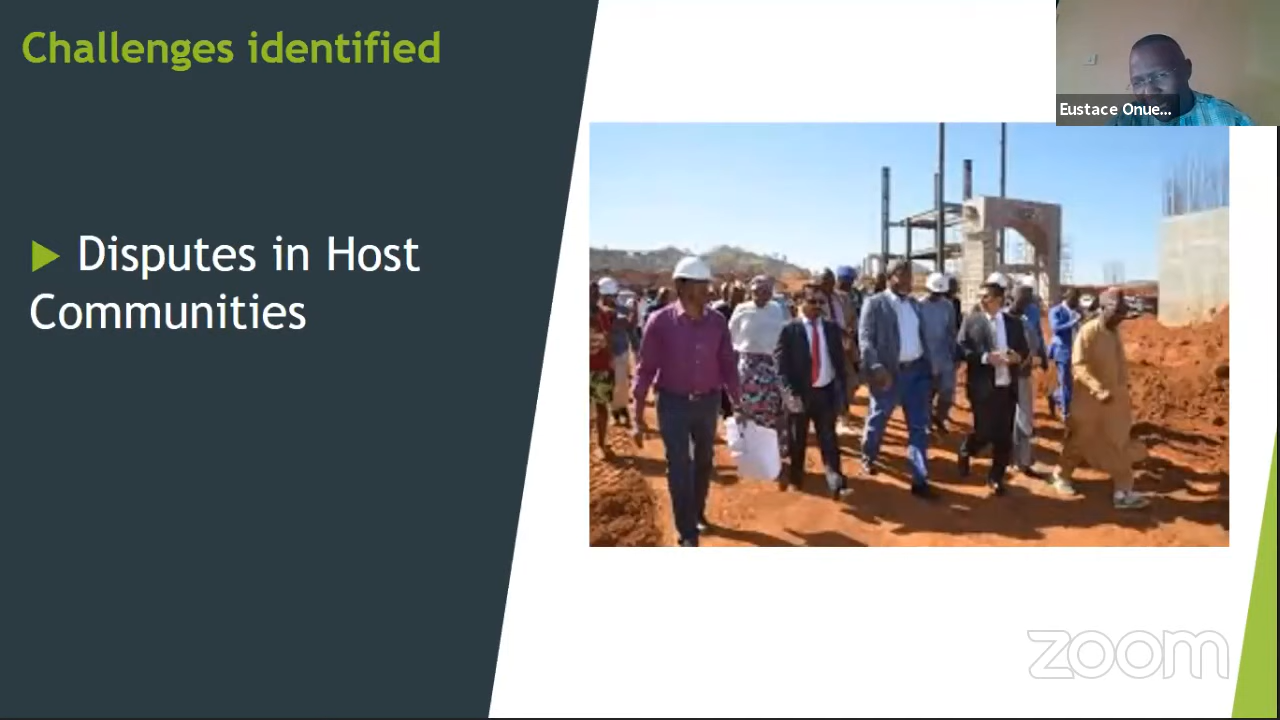 Challenges identified
Eustace Onue...
Disputes in Host
Communities
zoom